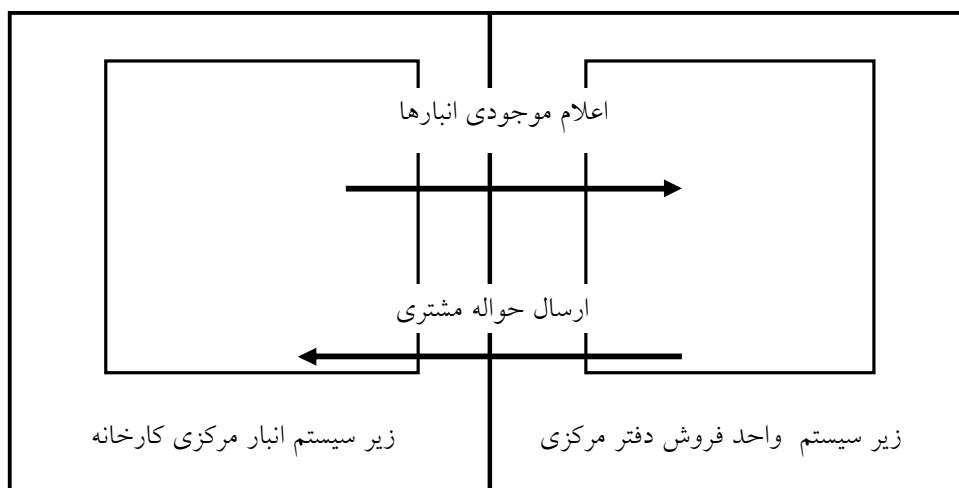 اعلام موجودی انبارها
ارسال حواله مشتری
زیر سیستم  واحد فروش دفتر مرکزی
زیر سیستم انبار مرکزی کارخانه